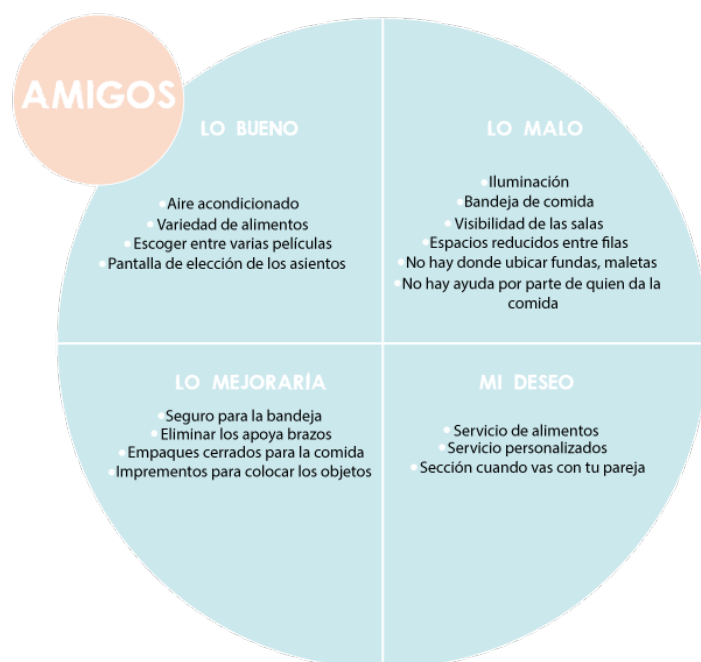 AMIGOS
LO BUENO
Aire acondicionado
Variedad de alimentos
Escoger entre varias películas
Pantalla de elección de los asientos
LO MALO
Iluminación
Bandeja de comida
Visibilidad de las salas
Espacios reducidos entre filas
No hay donde ubicar fundas, maletas
No hay ayuda por parte de quien da la
comida
LO MEJORARÍA
Seguro para la bandeja
Eliminar los apoya brazos
Empaques cerrados para la comida
Imprementos para colocar los objetos
MI DESEO
Servicio de alimentos
Servicio personalizados
Sección cuando vas con tu pareja